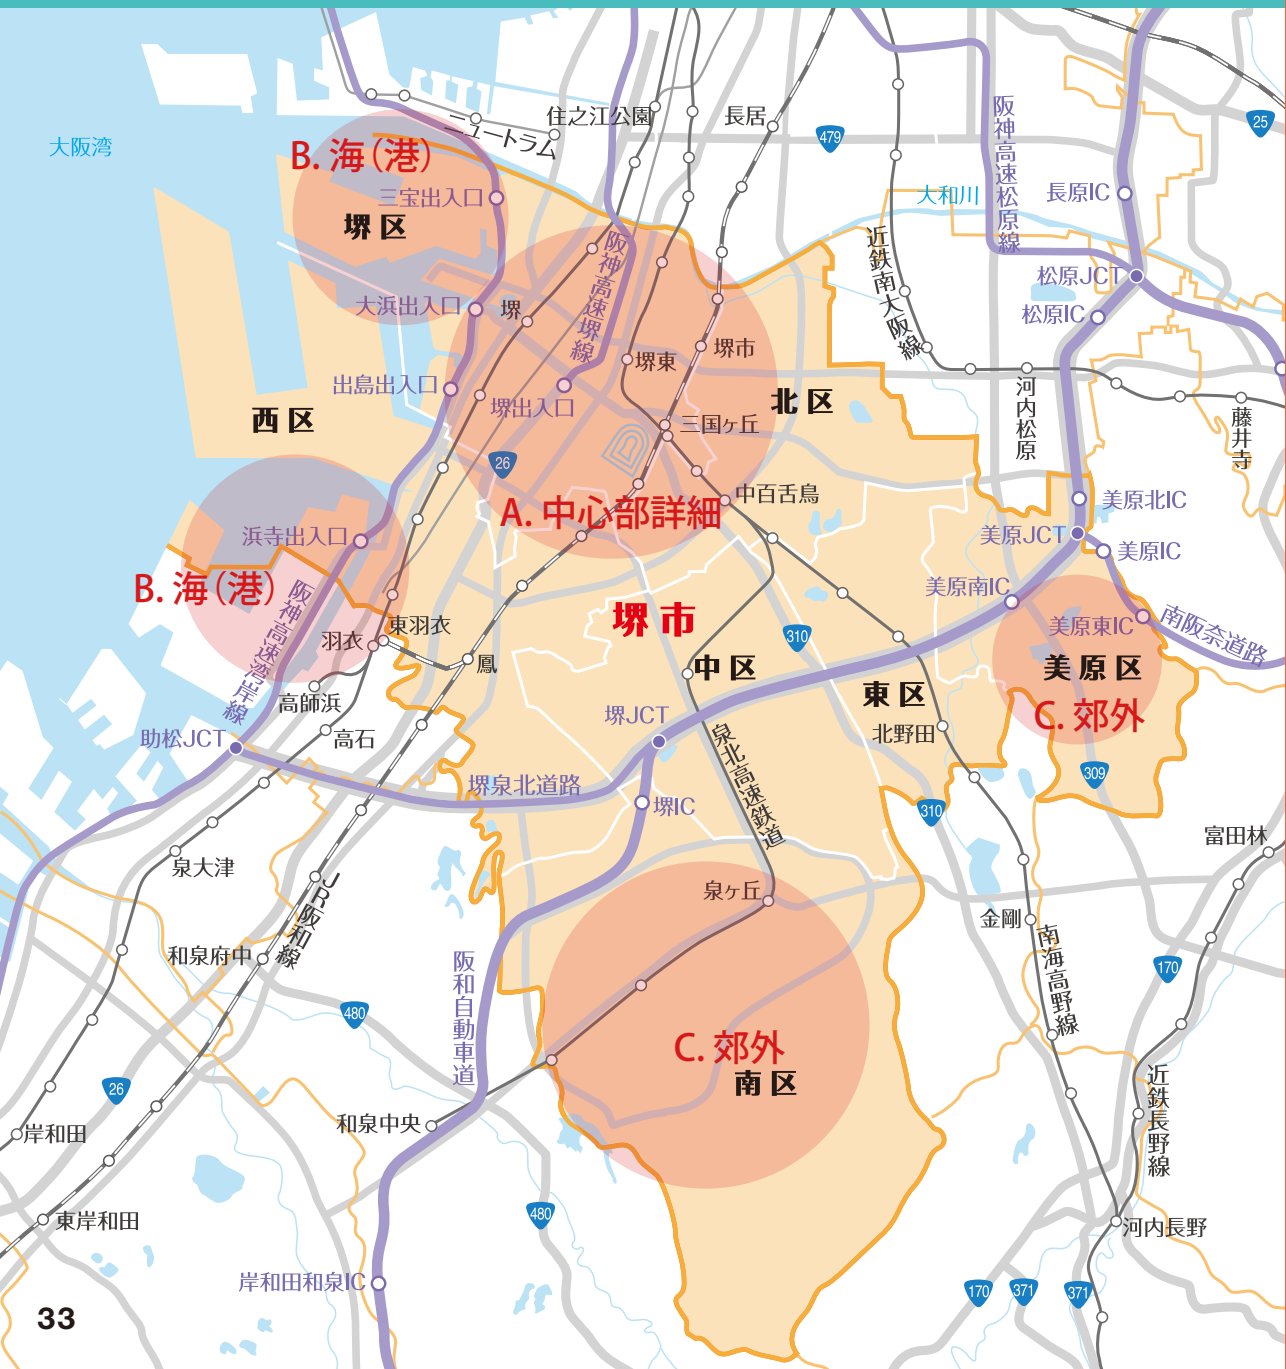 大阪湾
住之江公園
長居
ニュートラム
479
25
阪神高速松原線
大和川
長原IC
B. 海（港）
三宝出入口
堺区
阪神高速堺線
近鉄南大阪線
松原JCT
松原IC
大浜出入口
堺
堺東
堺市
出島出入口
堺出入口
三国ヶ丘
北区
河内松原
藤井寺
西区
26
A. 中心部詳細
中百舌鳥
美原北IC
美原JCT
美原IC
浜寺出入口
B. 海（港）
阪神高速湾岸線
美原南IC
堺市
310
美原東IC
南阪奈道路
羽衣
東羽衣
鳳
中区
東区
美原区
C. 郊外
高師浜
高石
助松JCT
堺JCT
北野田
泉北高速鉄道
309
堺泉北道路
堺IC
310
富田林
泉大津
JR阪和線
泉ヶ丘
金剛
南海高野線
和泉府中
阪和自動車道
170
480
C. 郊外
南区
近鉄長野線
26
和泉中央
岸和田
480
東岸和田
河内長野
岸和田和泉IC
170
371
371
33